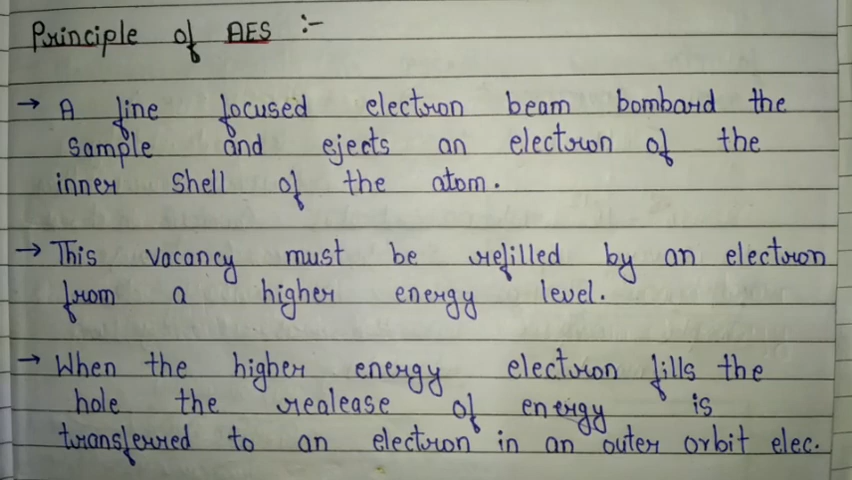 Principle of AES :-
→ A fine focused electron beam bombard the
sample and ejects an electron of the
inner shell of the atom.
→ This vacancy must be refilled by an electron
from a higher energy level.
→ When the higher energy electron fills the
hole the realease of energy is
transferred to an electron in an outer orbit elec.